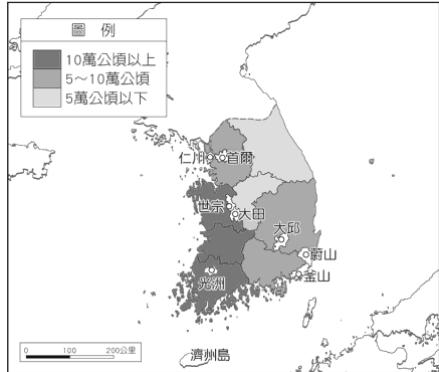 圖 例
10萬公頃以上
5～10萬公頃
5萬公頃以下
仁川
首爾
世宗
大田
大邱
蔚山
釜山
光洲
濟州島
0 100 200公里